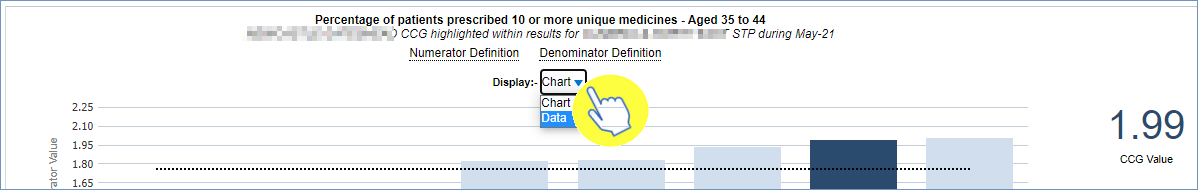 Percentage of patients prescribed 10 or more unique medicines - Aged 35 to 44
CCG highlighted within results for STP during May-21
Numerator Definition Denominator Definition
Display:- Chart
Chart
Data
2.25
2.10
1.95
1.80
1.65
Value
1.99
CCG Value